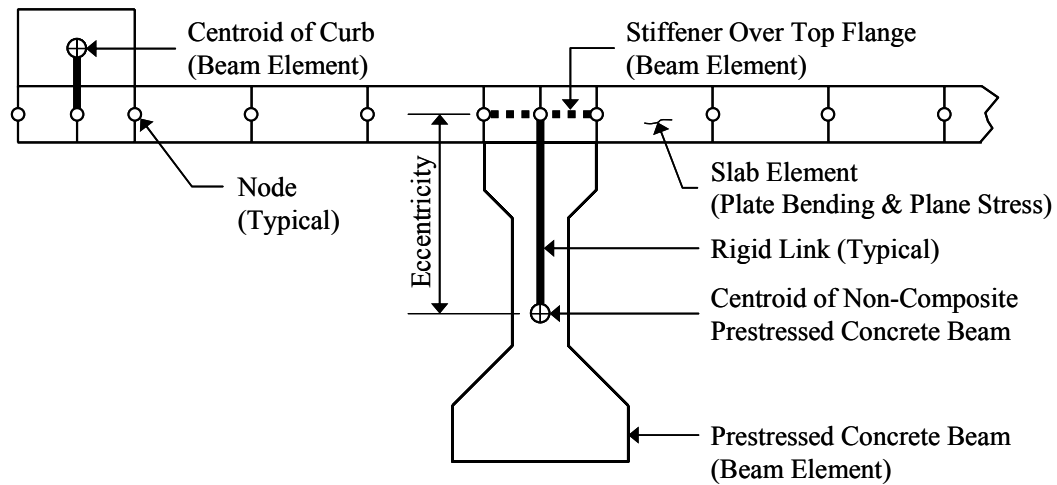 Centroid of Curb
(Beam Element)
Stiffener Over Top Flange
(Beam Element)
Node
(Typical)
Eccentricity
Slab Element
(Plate Bending & Plane Stress)
Rigid Link (Typical)
Centroid of Non-Composite
Prestressed Concrete Beam
Prestressed Concrete Beam
(Beam Element)